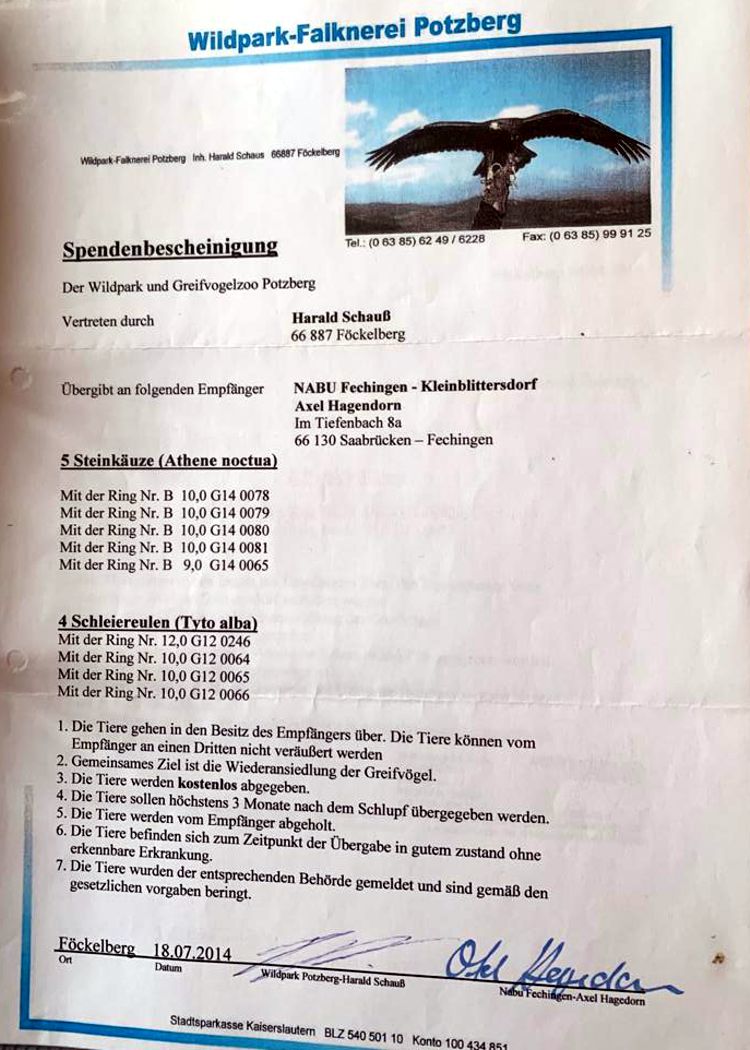 Wildpark-Falknerei Potzberg
Wildpark-Falknerei Potzberg Inh. Harald Schaus 66887 Föckelberg
Tel.: (0 63 85) 62 49 / 6228 Fax: (0 63 85) 99 91 25
Spendenbescheinigung
Der Wildpark und Greifvogelzoo Potzberg
Vertreten durch Harald Schauß
66 887 Föckelberg
Übergibt an folgenden Empfänger NABU Fechingen - Kleinblittersdorf
Axel Hagendorn
Im Tiefenbach 8a
66 130 Saabrücken – Fechingen
5 Steinkäuze (Athene noctua)
Mit der Ring Nr. B 10,0 G14 0078
Mit der Ring Nr. B 10,0 G14 0079
Mit der Ring Nr. B 10,0 G14 0080
Mit der Ring Nr. B 10,0 G14 0081
Mit der Ring Nr. B 9,0 G14 0065
4 Schleiereulen (Tyto alba)
Mit der Ring Nr. 12,0 G12 0246
Mit der Ring Nr. 10,0 G12 0064
Mit der Ring Nr. 10,0 G12 0065
Mit der Ring Nr. 10,0 G12 0066
1. Die Tiere gehen in den Besitz des Empfängers über. Die Tiere können vom
Empfänger an einen Dritten nicht veräußert werden
2. Gemeinsames Ziel ist die Wiederansiedlung der Greifvögel.
3. Die Tiere werden kostenlos abgegeben.
4. Die Tiere sollen höchstens 3 Monate nach dem Schlupf übergegeben werden.
5. Die Tiere werden vom Empfänger abgeholt.
6. Die Tiere befinden sich zum Zeitpunkt der Übergabe in gutem zustand ohne
erkennbare Erkrankung.
7. Die Tiere wurden der entsprechenden Behörde gemeldet und sind gemäß den
gesetzlichen vorgaben beringt.
Föckelberg 18.07.2014
Ort Datum Wildpark Potzberg-Harald Schauß Nabu Fechingen-Axel Hagedorn
Stadtsparkasse Kaiserslautern BLZ 540 501 10 Konto 100 434 851